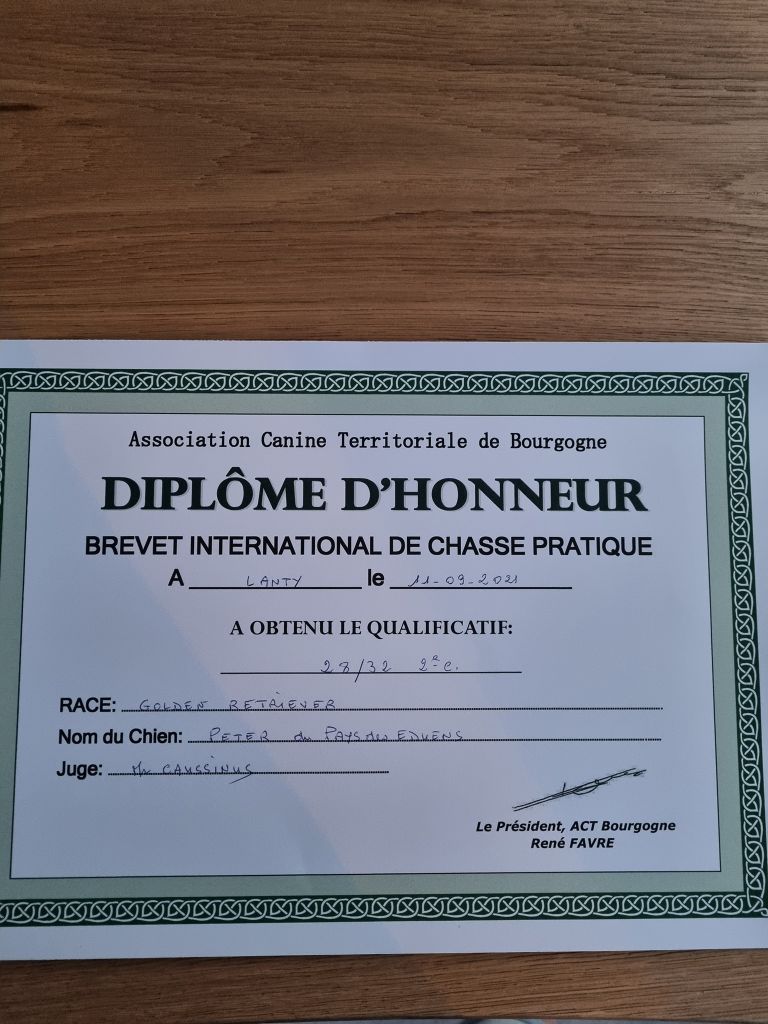 Association Canine Territoriale de Bourgogne
DIPLÔME D'HONNEUR
BREVET INTERNATIONAL DE CHASSE PRATIQUE
A LANTY le 11-09-2021
A OBTENU LE QUALIFICATIF:
28/32 2e C.
RACE: GOLDEN RETRIEVER
Nom du Chien: PETER du PAYS des EDUENS
Juge: Mr CAUSSINUS
Le Président, ACT Bourgogne
René FAVRE